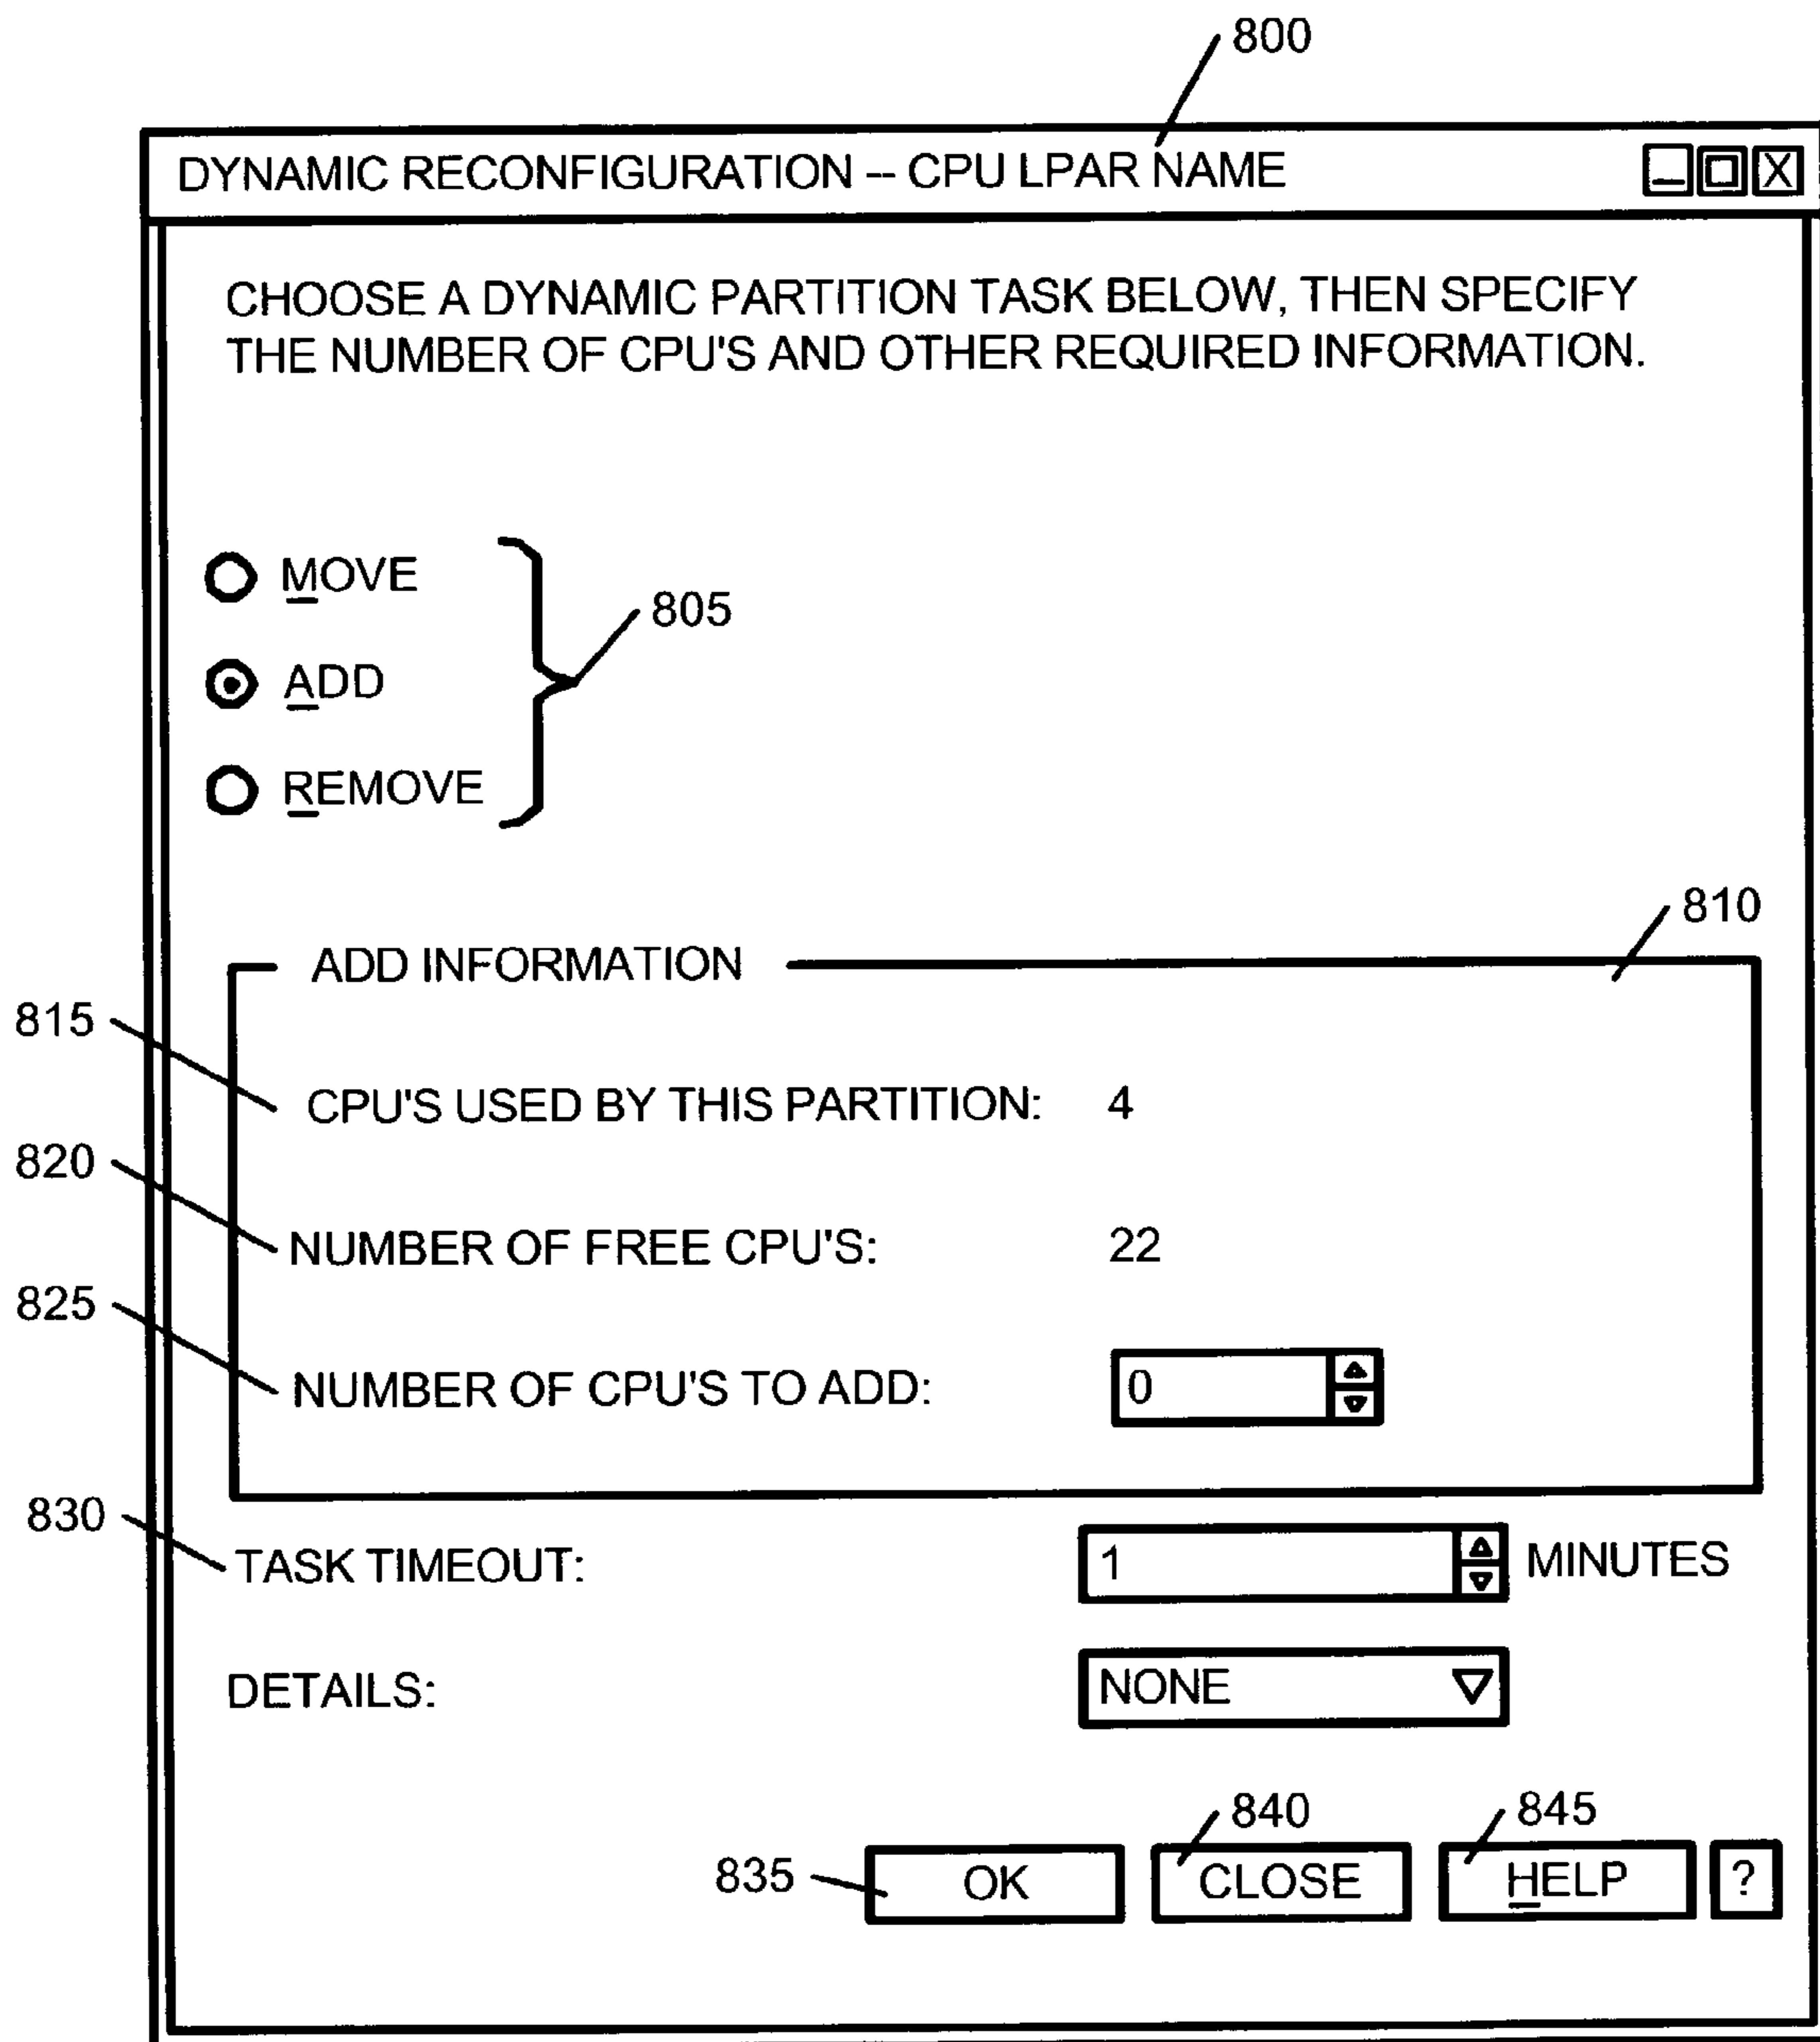 800
DYNAMIC RECONFIGURATION -- CPU LPAR NAME
X
CHOOSE A DYNAMIC PARTITION TASK BELOW, THEN SPECIFY
THE NUMBER OF CPU'S AND OTHER REQUIRED INFORMATION.
MOVE
805
ADD
REMOVE
810
ADD INFORMATION
815
CPU'S USED BY THIS PARTITION: 4
820
NUMBER OF FREE CPU'S: 22
825
NUMBER OF CPU'S TO ADD: 0
830
TASK TIMEOUT: 1 MINUTES
DETAILS: NONE
840 845
835 OK CLOSE HELP ?